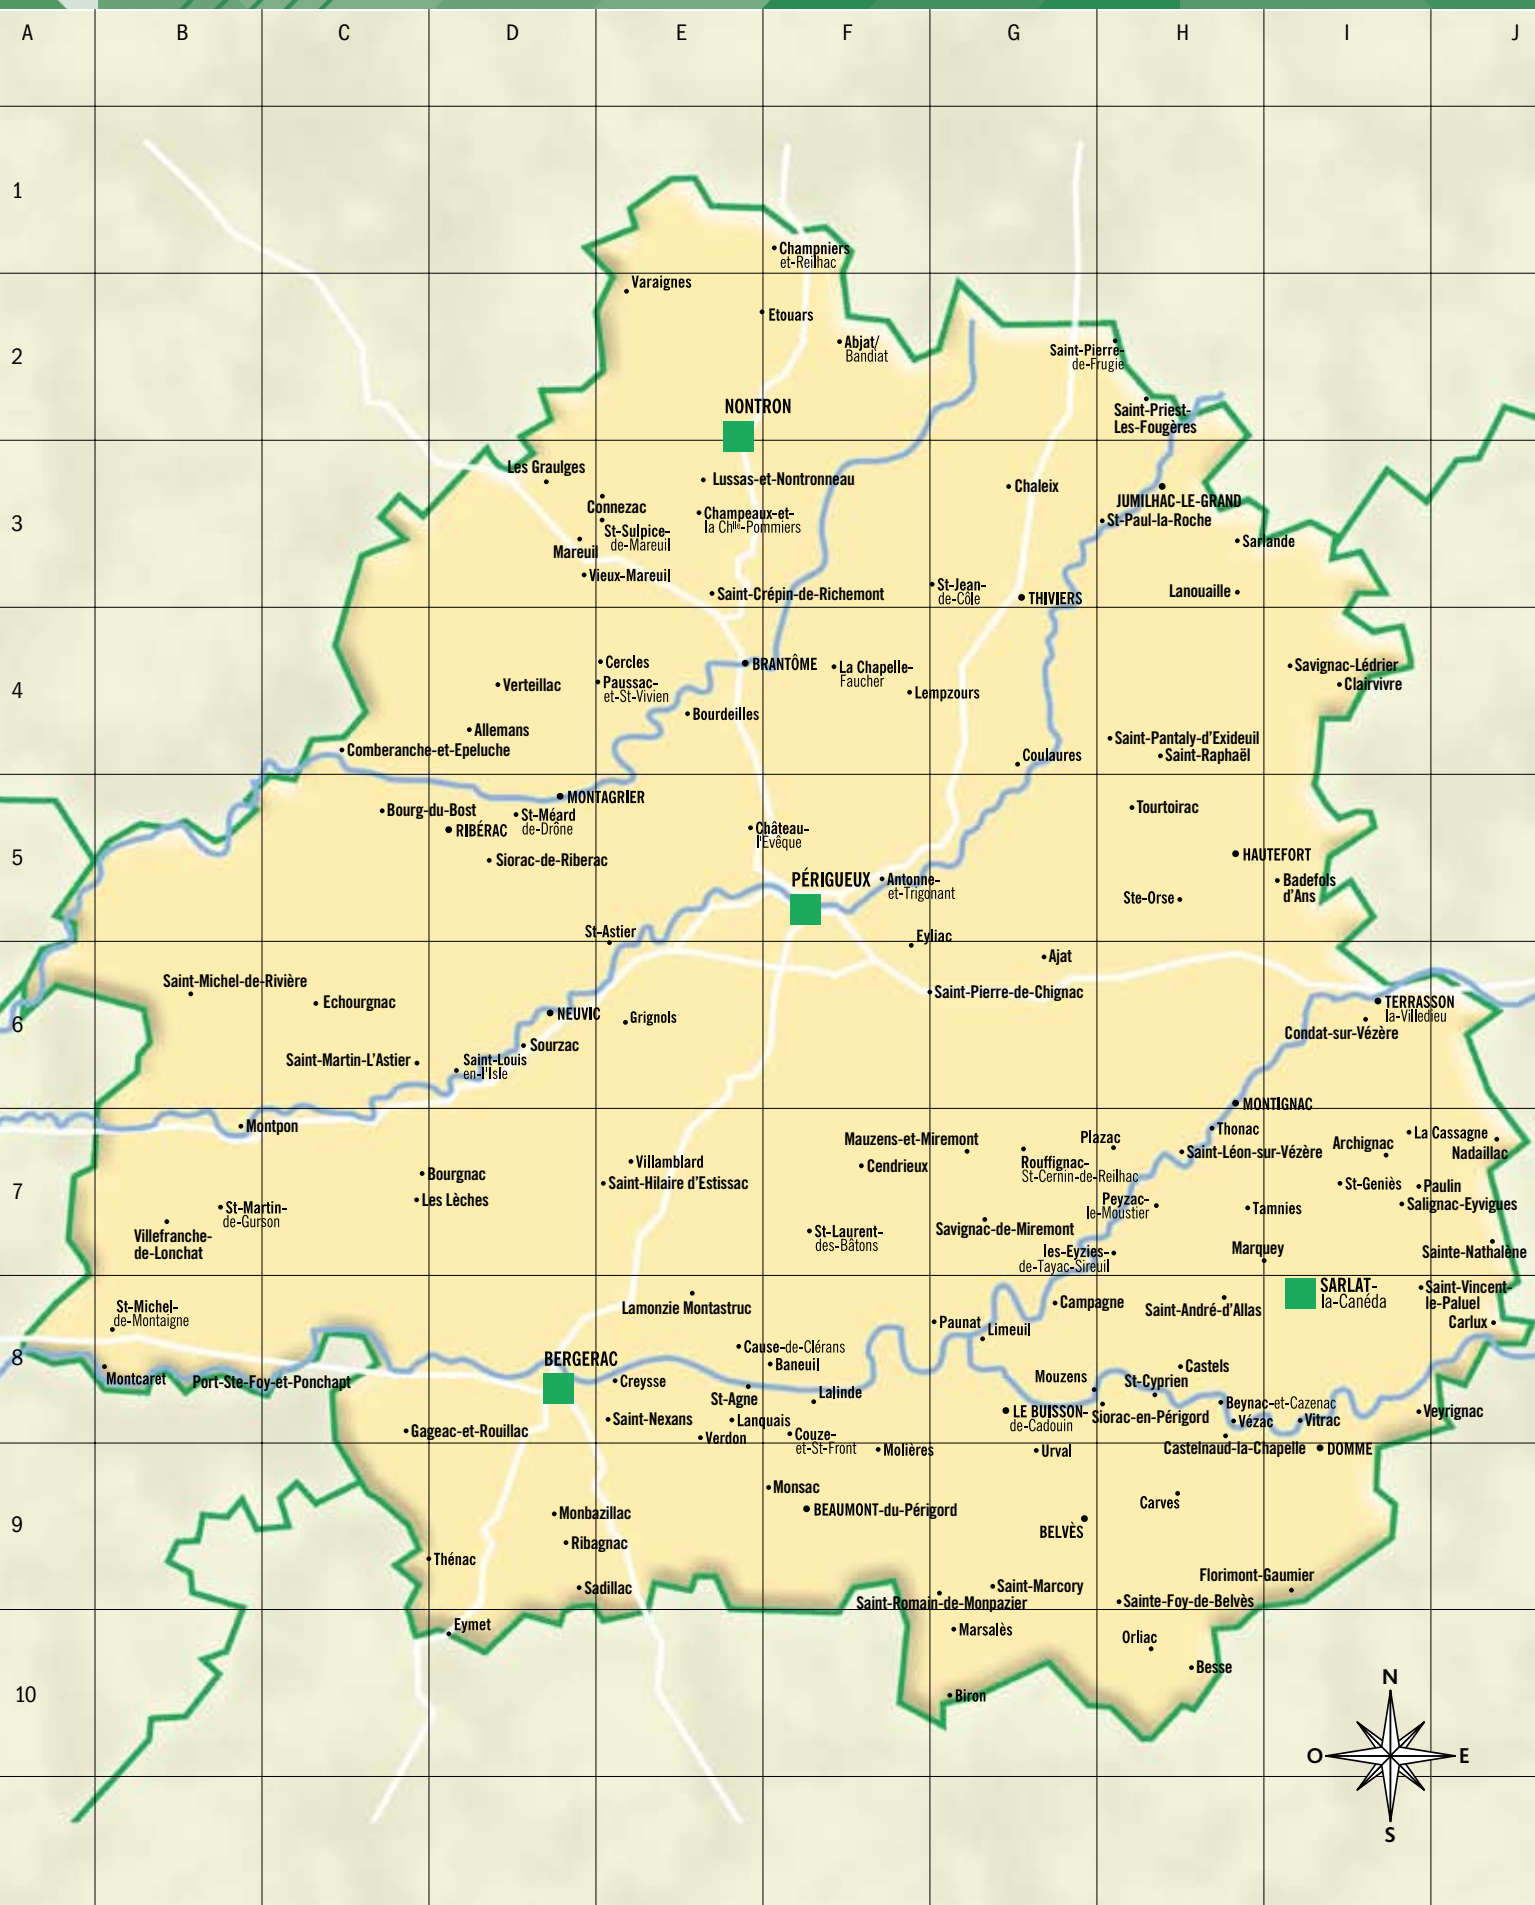 A B C D E F G H I J
1
Champniers
et-Reilhac
Varaignes
Etouars
2
Abjat/
Bandiat
Saint-Pierre-
de-Frugie
NONTRON
Saint-Priest-
Les-Fougères
Les Graulges
Lussas-et-Nontronneau
Chaleix
JUMILHAC-LE-GRAND
Connezac
3
Champeaux-et-
la Chlle-Pommiers
St-Paul-la-Roche
St-Sulpice-
de-Mareuil
Sarlande
Mareuil
Vieux-Mareuil
Saint-Crépin-de-Richemont
St-Jean-
de-Côle
THIVIERS
Lanouaille
Cercles
BRANTÔME
La Chapelle-
Faucher
Savignac-Lédrier
4
Verteillac
Paussac-
et-St-Vivien
Lempzours
Clairvivre
Bourdeilles
Allemans
Comberanche-et-Epeluche
Saint-Pantaly-d'Exideuil
Coulaures
Saint-Raphaël
MONTAGRIER
Bourg-du-Bost
St-Méard
de-Drône
Tourtoirac
RIBÉRAC
Château-
l'Evêque
5
Siorac-de-Riberac
HAUTEFORT
PÉRIGUEUX
Antonne-
et-Trigonant
Badefols
d'Ans
Ste-Orse
St-Astier
Eyliac
Ajat
Saint-Michel-de-Rivière
Saint-Pierre-de-Chignac
Echourgnac
TERRASSON
la-Villedieu
6
NEUVIC
Grignols
Condat-sur-Vézère
Sourzac
Saint-Martin-L'Astier
Saint-Louis
en-l'Isle
MONTIGNAC
Montpon
Thonac
La Cassagne
Mauzens-et-Miremont
Plazac
Archignac
Nadaillac
Saint-Léon-sur-Vézère
Villamblard
Cendrieux
Rouffignac-
St-Cernin-de-Reilhac
Bourgnac
Saint-Hilaire d'Estissac
St-Geniès
Paulin
7
Les Lèches
Peyzac-
le-Moustier
Salignac-Eyvigues
St-Martin-
de-Gurson
Tamnies
Villefranche-
de-Lonchat
St-Laurent-
des-Bâtons
Savignac-de-Miremont
Marquey
les-Eyzies-
de-Tayac-Sireuil
Sainte-Nathalène
SARLAT-
la-Canéda
Saint-Vincent-
le-Paluel
St-Michel-
de-Montaigne
Lamonzie Montastruc
Campagne
Saint-André-d'Allas
Carlux
Paunat
Limeuil
8
Cause-de-Clérans
BERGERAC
Baneuil
Castels
Montcaret
Port-Ste-Foy-et-Ponchapt
Creysse
Mouzens
St-Cyprien
St-Agne
Lalinde
Beynac-et-Cazenac
LE BUISSON-
de-Cadouin
Siorac-en-Périgord
Veyrignac
Saint-Nexans
Lanquais
Vézac
Vitrac
Gageac-et-Rouillac
Verdon
Couze-
et-St-Front
Molières
Urval
Castelnaud-la-Chapelle
DOMME
Monsac
Carves
9
Monbazillac
BEAUMONT-du-Périgord
BELVÈS
Ribagnac
Thénac
Florimont-Gaumier
Sadillac
Saint-Marcory
Saint-Romain-de-Monpazier
Sainte-Foy-de-Belvès
Eymet
Marsalès
Orliac
Besse
10
Biron
N
O
E
S